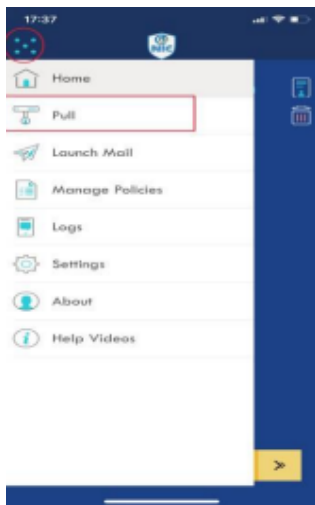 17:37
NIC
Home
Pull
Launch Mail
Manage Policies
Logs
Settings
About
Help Videos